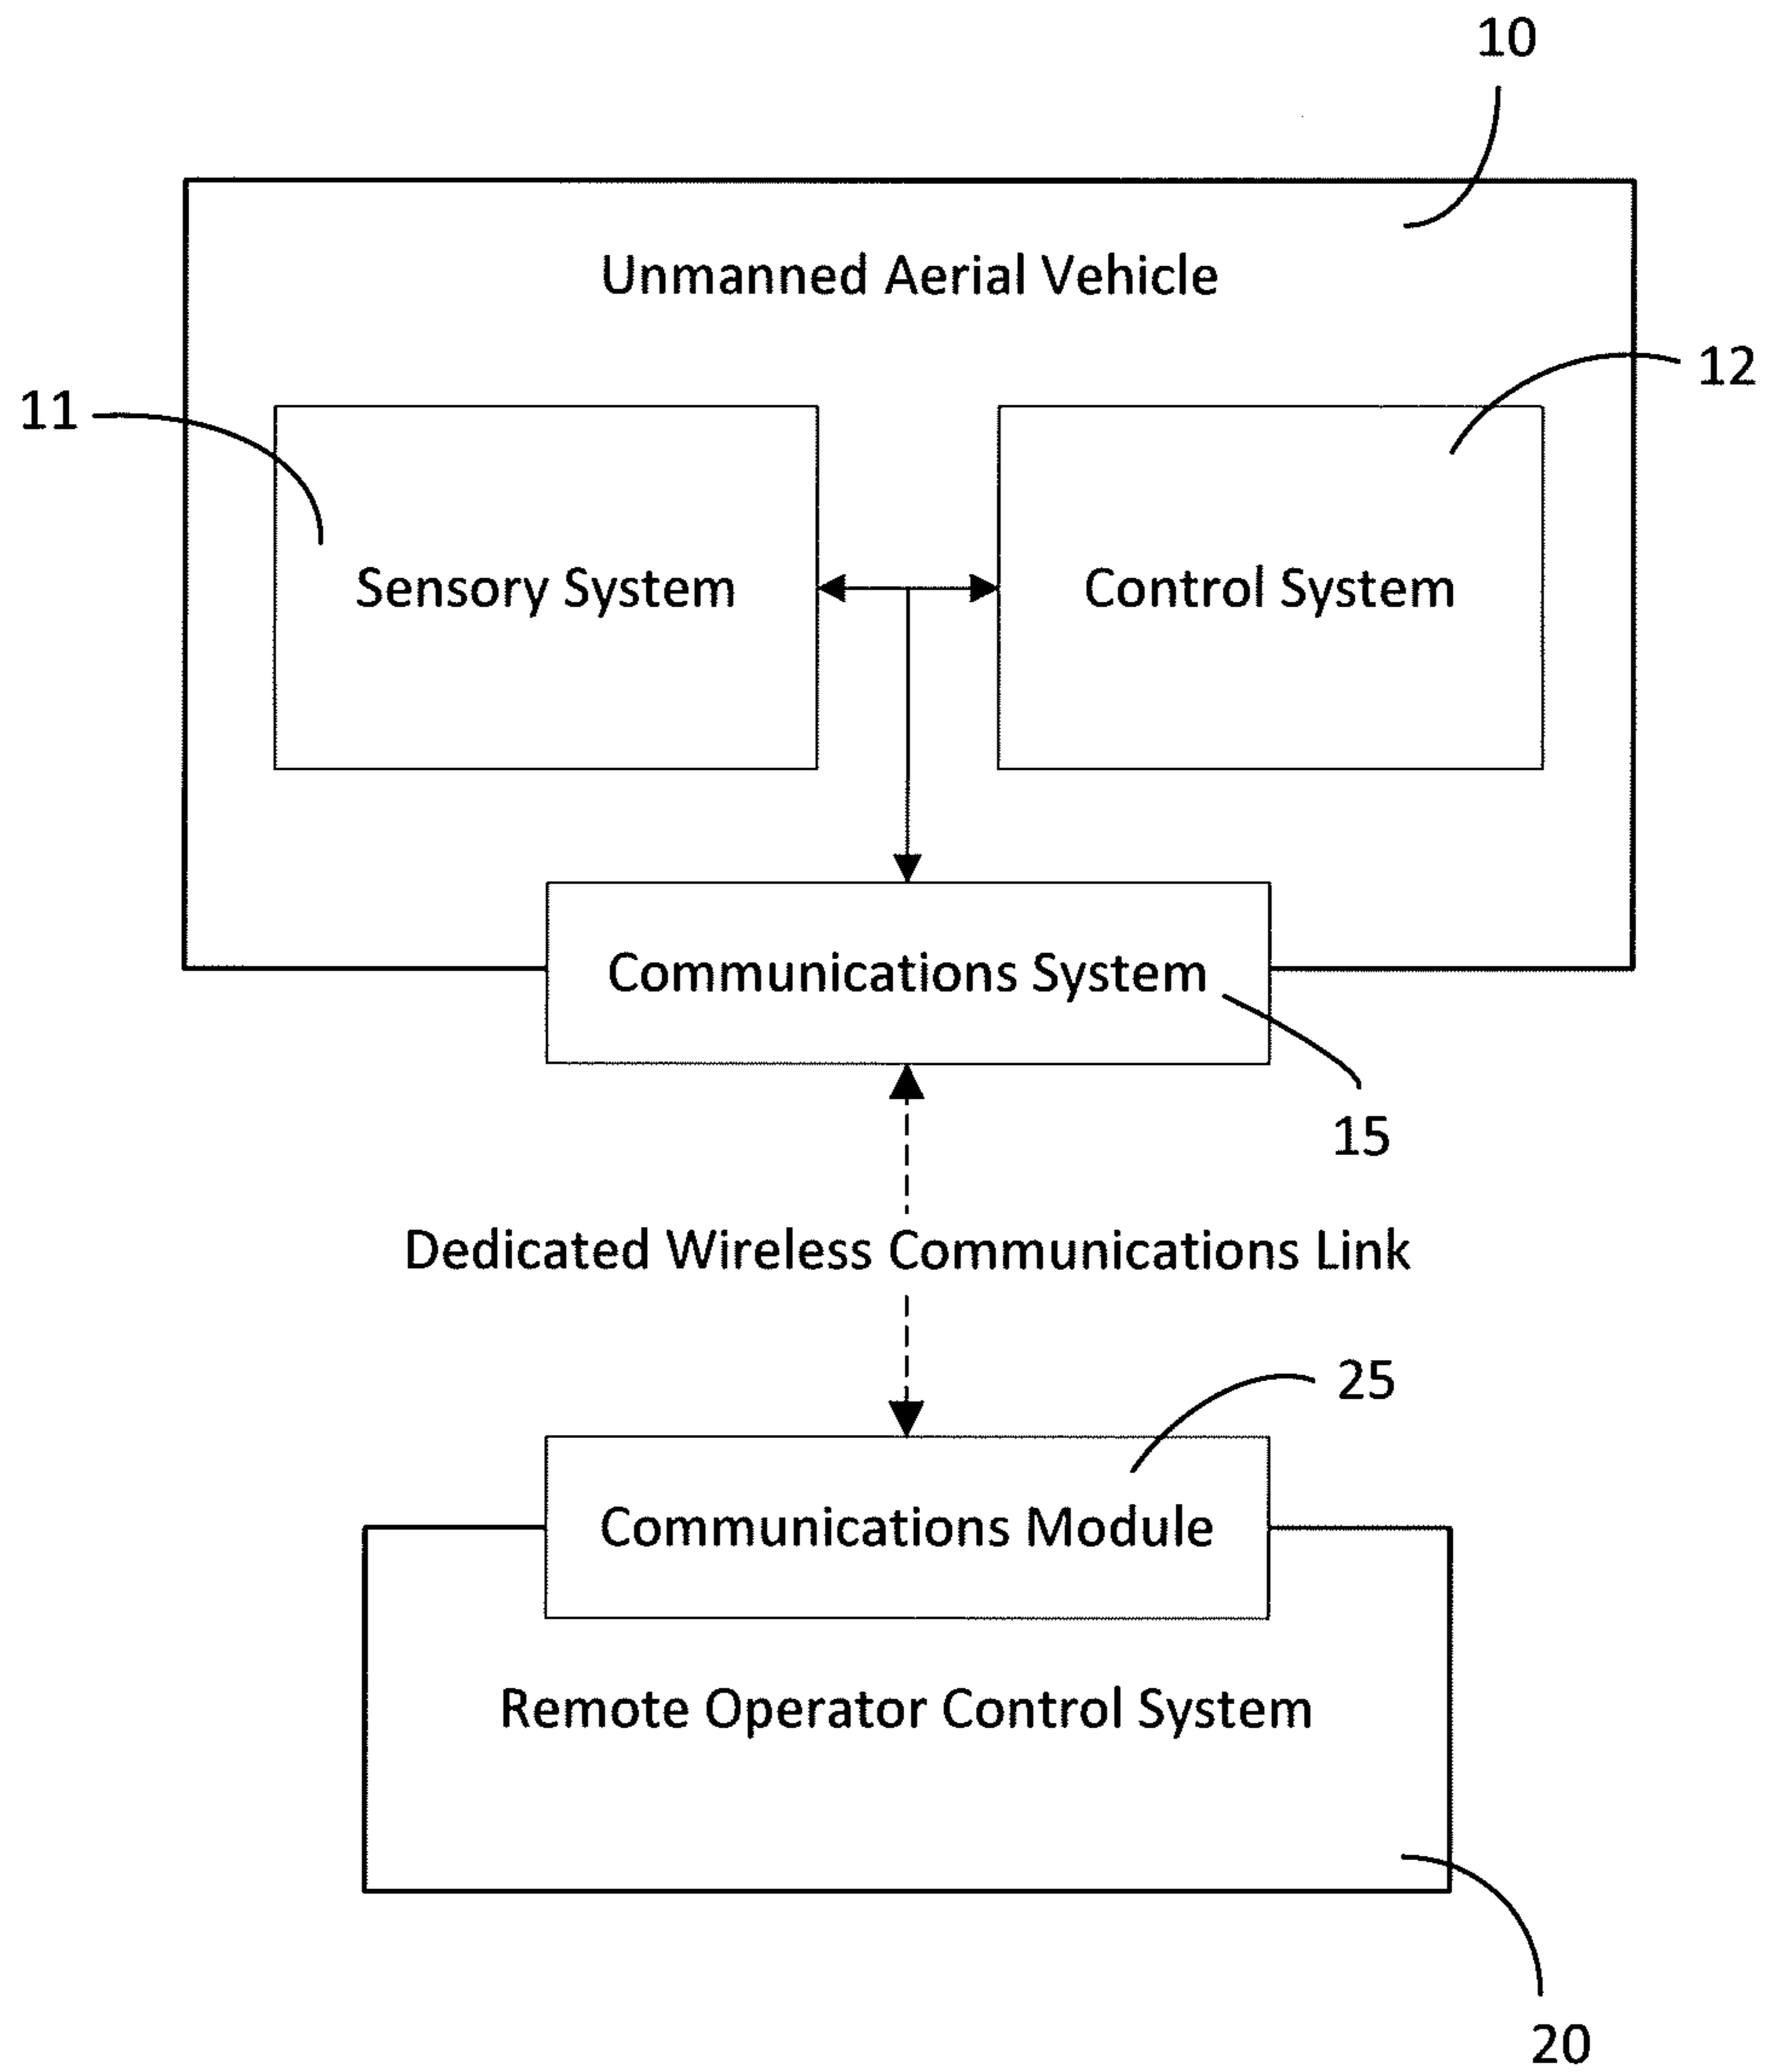 10
Unmanned Aerial Vehicle
12
11
Sensory System
Control System
Communications System
15
Dedicated Wireless Communications Link
25
Communications Module
Remote Operator Control System
20